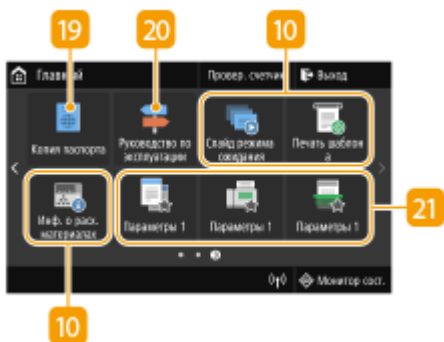 19 20 10
Главный Провер. счетчик Выход
Копия паспорта
Руководство по
эксплуатации
Слайд режима
ожидания
Печать шаблон
а
Инф. о расх.
материалах
Параметры 1 Параметры 1 Параметры 1
21
3
Монитор сост.
10